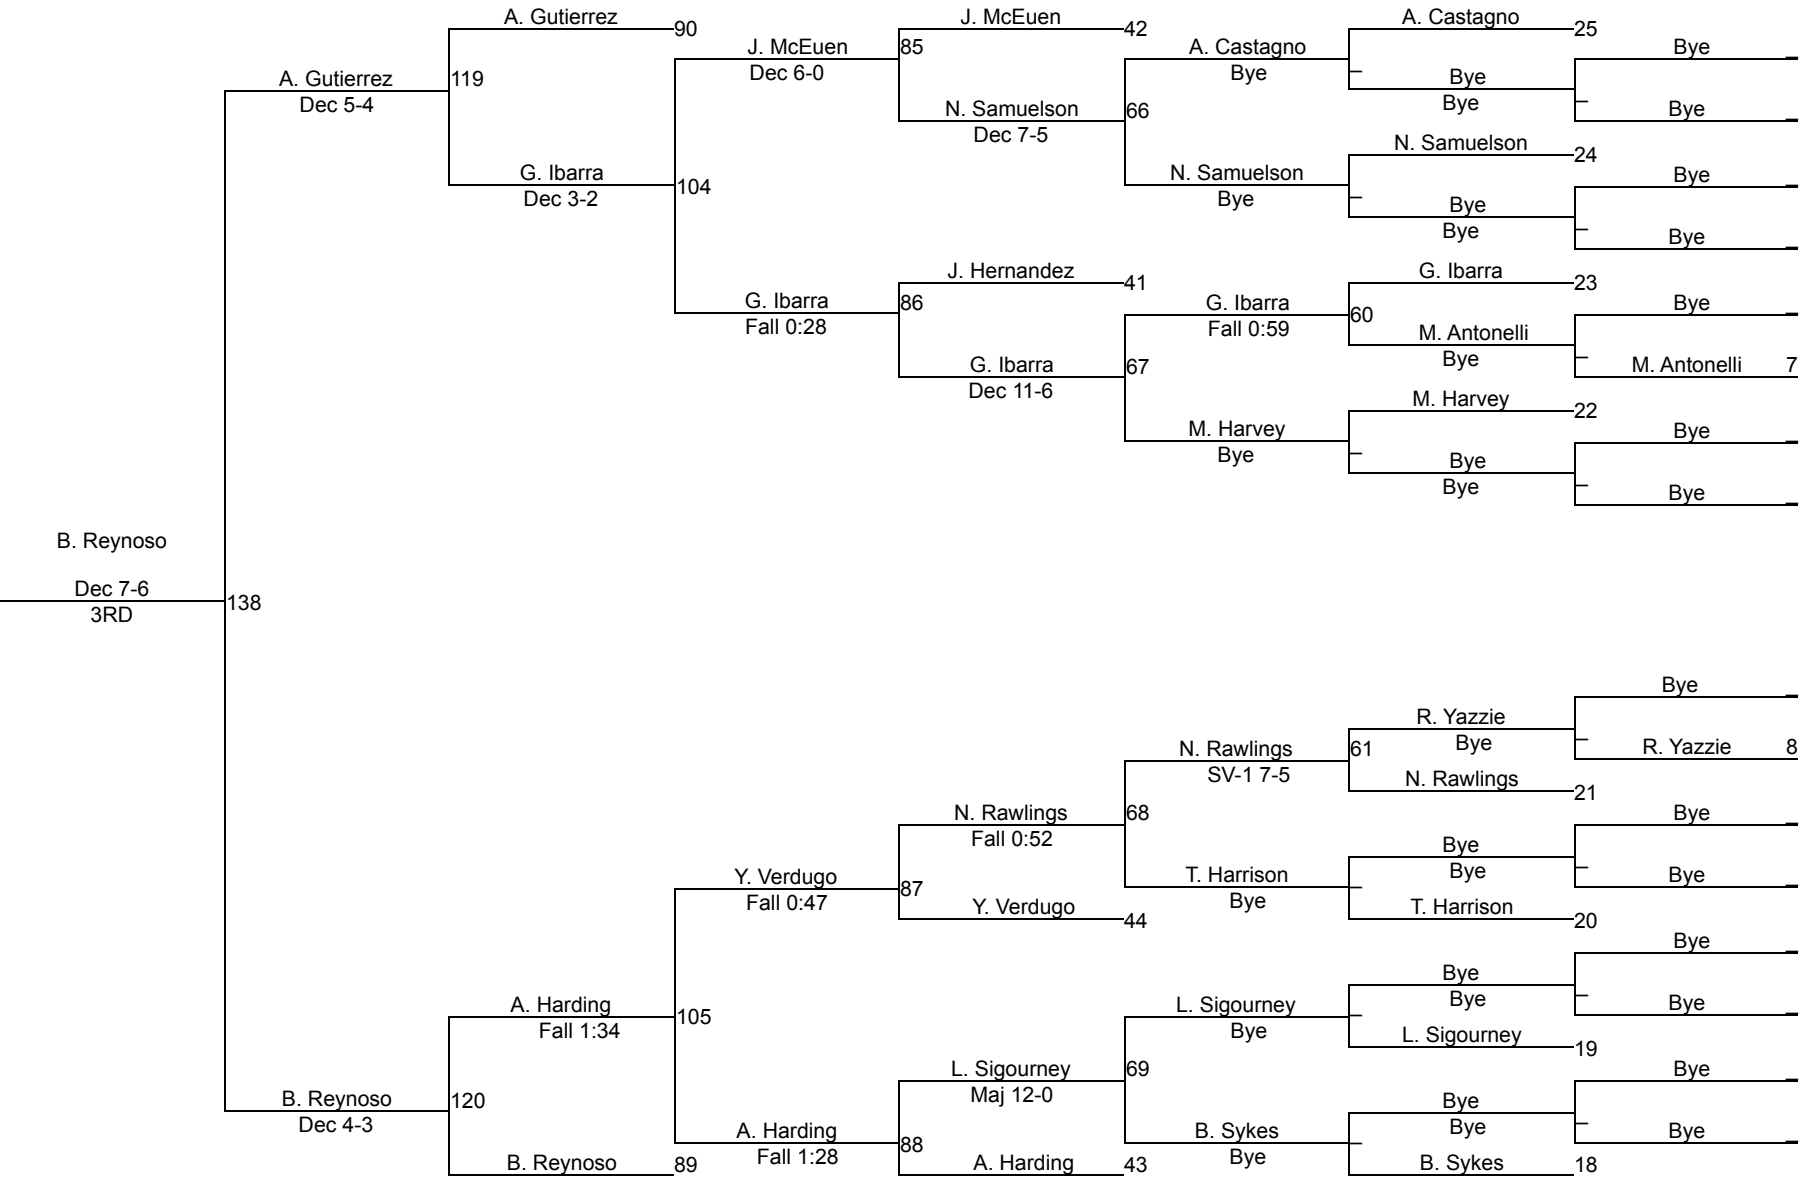 A. Gutierrez
90
J. McEuen
42
A. Castagno
25
A. Gutierrez
Dec 5-4
119
J. McEuen
Dec 6-0
85
A. Castagno
Bye
Bye
Bye
Bye
Bye
N. Samuelson
Dec 7-5
66
N. Samuelson
24
G. Ibarra
Dec 3-2
104
N. Samuelson
Bye
Bye
Bye
Bye
Bye
J. Hernandez
41
G. Ibarra
23
G. Ibarra
Fall 0:28
86
G. Ibarra
Fall 0:59
60
Bye
M. Antonelli
Bye
M. Antonelli 7
G. Ibarra
Dec 11-6
67
M. Harvey
22
M. Harvey
Bye
Bye
Bye
Bye
Bye
B. Reynoso
Dec 7-6
3RD
138
Bye
R. Yazzie
Bye
R. Yazzie 8
N. Rawlings
SV-1 7-5
61
N. Rawlings
21
N. Rawlings
Fall 0:52
68
Bye
Bye
Bye
Bye
Y. Verdugo
Fall 0:47
87
T. Harrison
Bye
Y. Verdugo
44
T. Harrison
20
Bye
Bye
Bye
Bye
A. Harding
Fall 1:34
105
L. Sigourney
Bye
L. Sigourney
19
L. Sigourney
Maj 12-0
69
Bye
Bye
Bye
Bye
B. Reynoso
Dec 4-3
120
A. Harding
Fall 1:28
88
B. Sykes
Bye
B. Reynoso
89
A. Harding
43
B. Sykes
18